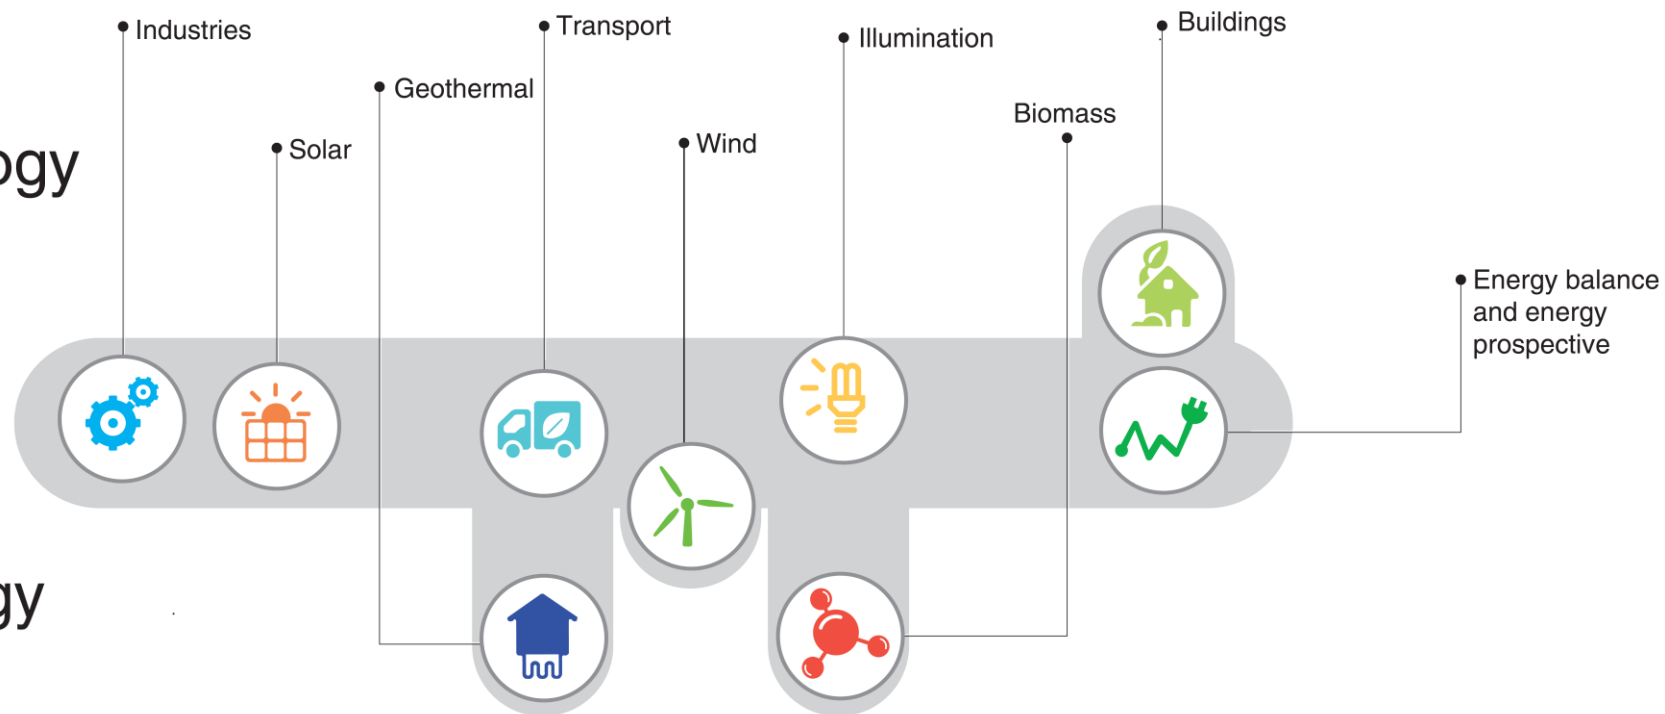 Industries
Transport
Illumination
Buildings
Geothermal
Biomass
Solar
Wind
ogy
Energy balance
and energy
prospective
gy